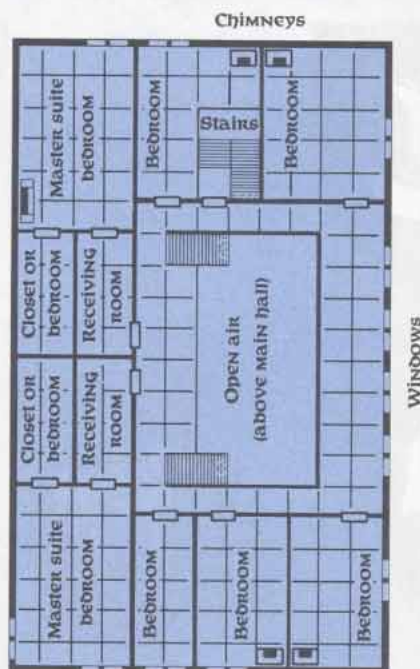 Chimneys
Master suite
bedroom
Bedroom
Stairs
Bedroom
Closet or
bedroom
Receiving
room
Closet or
bedroom
Receiving
room
Open air
(above main hall)
Windows
Master suite
bedroom
Bedroom
Bedroom
Bedroom